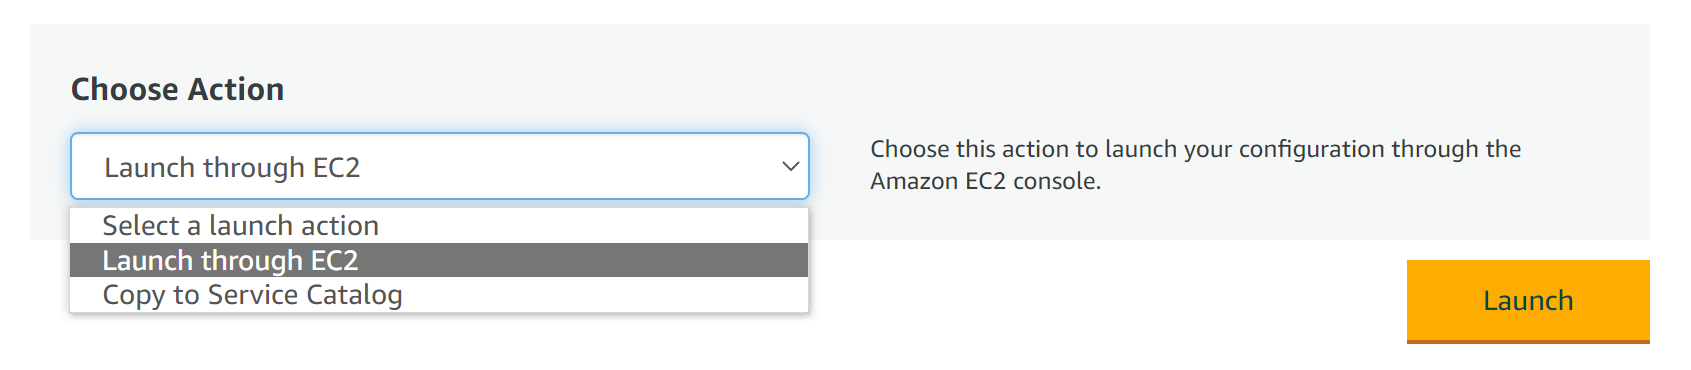 Choose Action
Launch through EC2
Choose this action to launch your configuration through the
Amazon EC2 console.
Select a launch action
Launch through EC2
Copy to Service Catalog
Launch